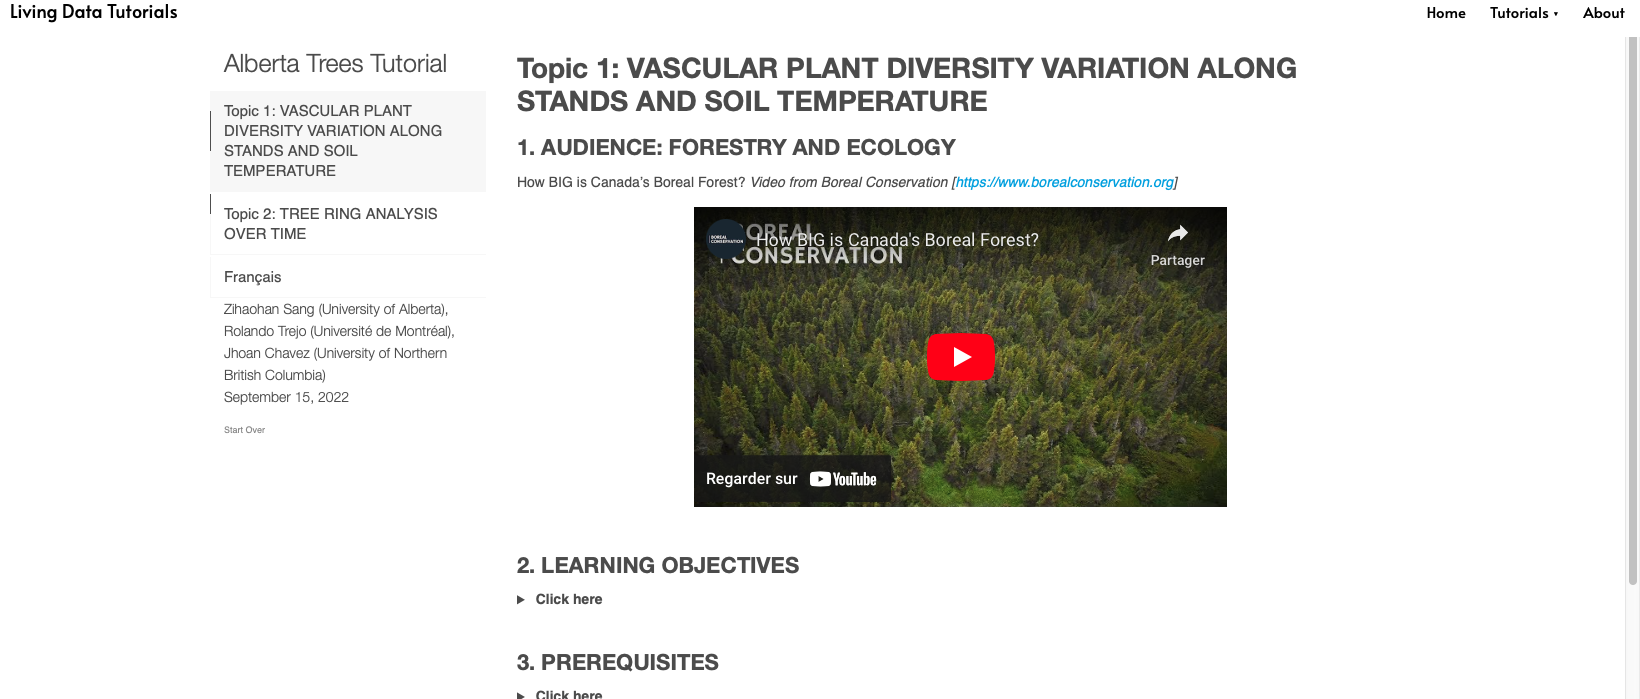 Living Data Tutorials
Home
Tutorials ▾
About
Alberta Trees Tutorial
Topic 1: VASCULAR PLANT
DIVERSITY VARIATION ALONG
STANDS AND SOIL
TEMPERATURE
Topic 2: TREE RING ANALYSIS
OVER TIME
Français
Zihaohan Sang (University of Alberta),
Rolando Trejo (Université de Montréal),
Jhoan Chavez (University of Northern
British Columbia)
September 15, 2022
Start Over
Topic 1: VASCULAR PLANT DIVERSITY VARIATION ALONG
STANDS AND SOIL TEMPERATURE
1. AUDIENCE: FORESTRY AND ECOLOGY
How BIG is Canada's Boreal Forest? Video from Boreal Conservation [https://www.borealconservation.org]
BOREAL
CONSERVATION
How BIG is Canada's Boreal Forest?
BOREAL
CONSERVATION
Partager
Regarder sur YouTube
2. LEARNING OBJECTIVES
Click here
3. PREREQUISITES
Click here